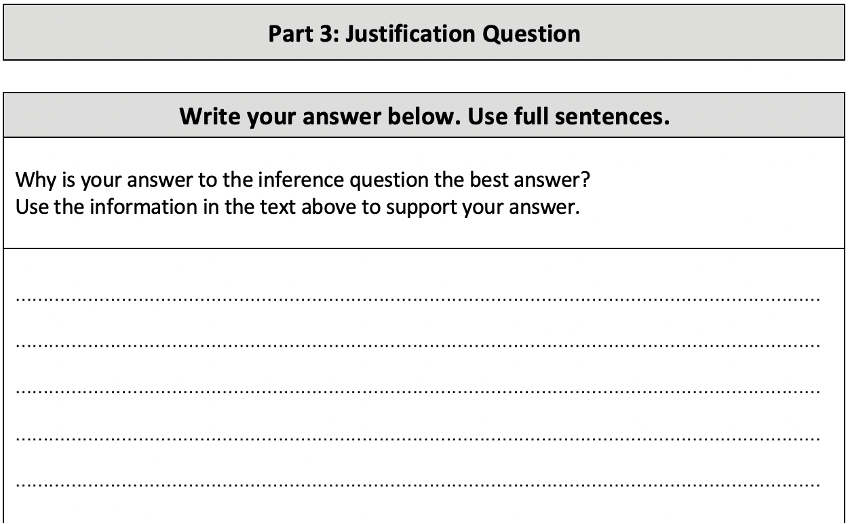 Part 3: Justification Question
Write your answer below. Use full sentences.
Why is your answer to the inference question the best answer?
Use the information in the text above to support your answer.